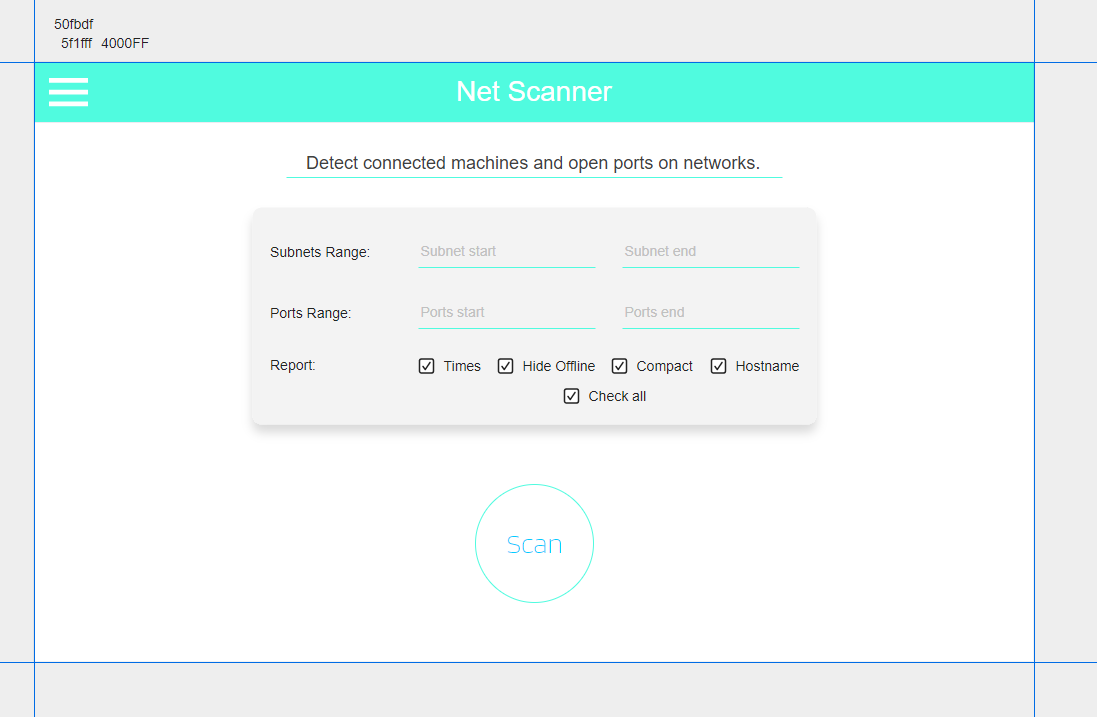 50fbdf
5f1fff 4000FF
Net Scanner
Detect connected machines and open ports on networks.
Subnets Range: Subnet start Subnet end
Ports Range: Ports start Ports end
Report: Times Hide Offline Compact Hostname
Check all
Scan